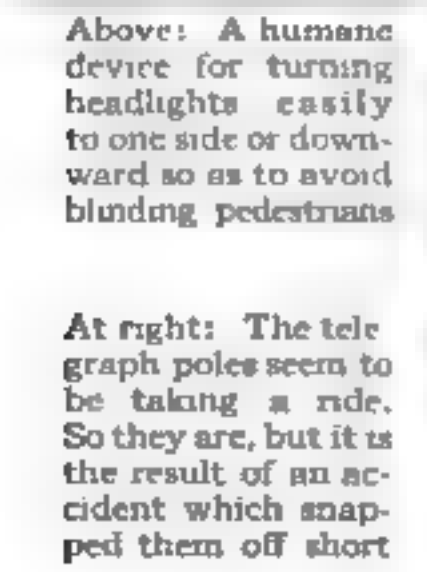 Above: A humane
device for turning
headlights easily
to one side or down-
ward so as to avoid
blinding pedestrians
At right: The tele
graph poles seem to
be taking a ride.
So they are, but it is
the result of an ac-
cident which snap-
ped them off short